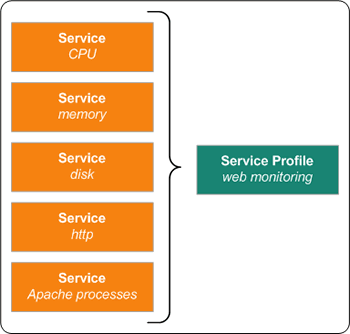 Service
CPU
Service
memory
Service
disk
Service
http
Service
Apache processes
Service Profile
web monitoring